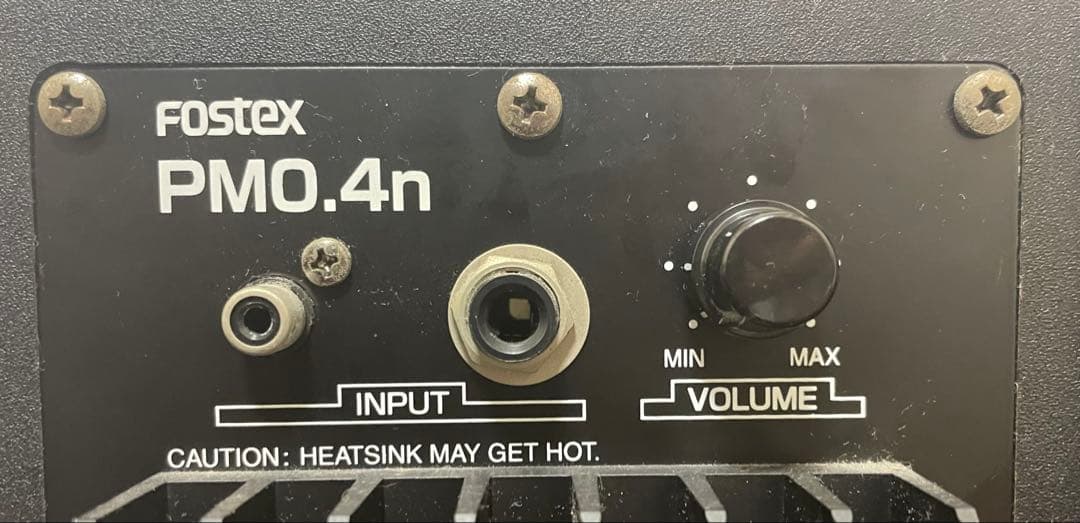 FOSTEX
PM0.4n
MIN MAX
INPUT VOLUME
CAUTION: HEATSINK MAY GET HOT.